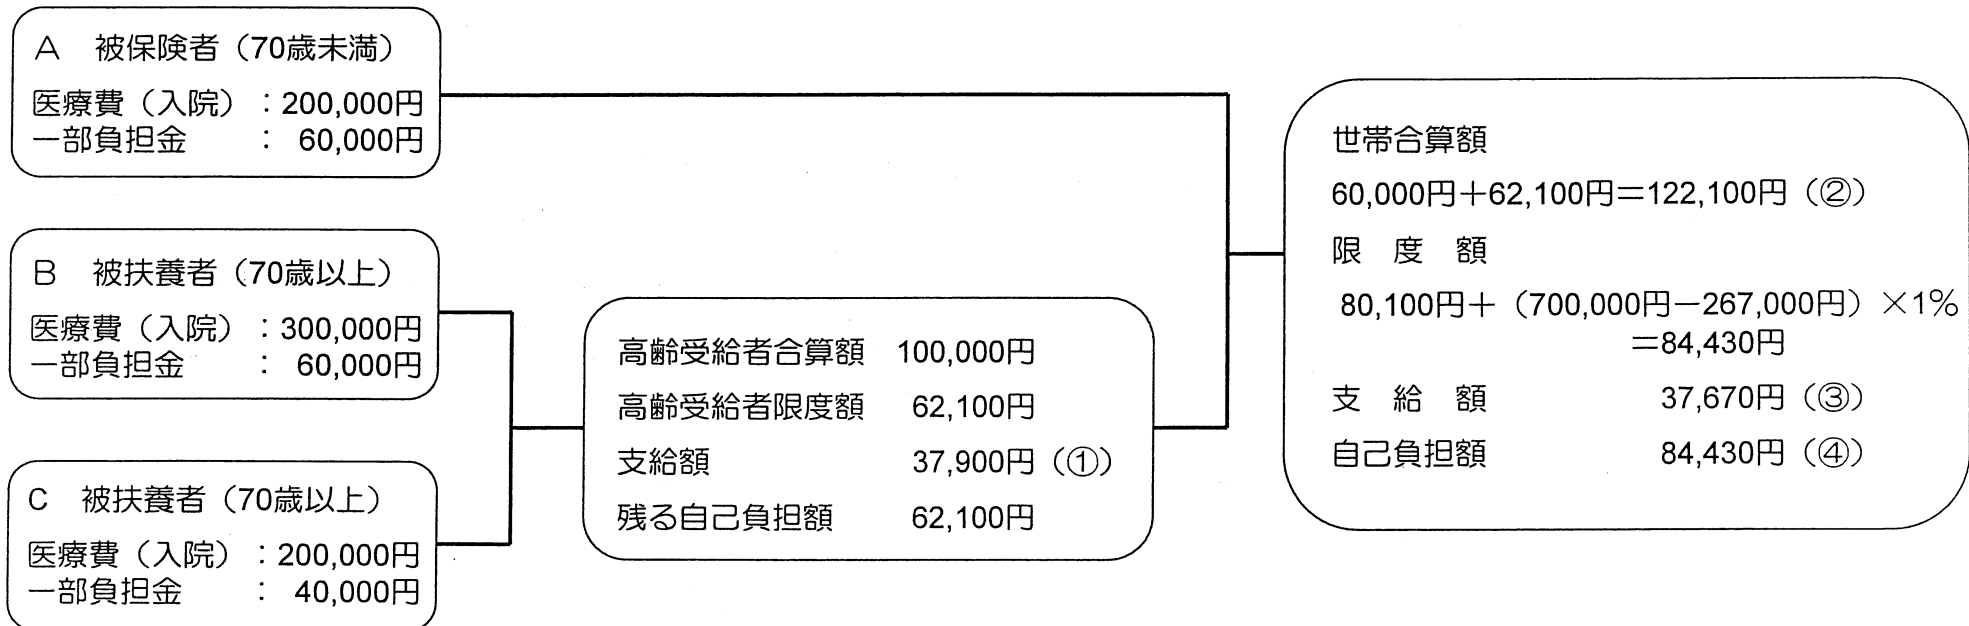 A 被保険者（70歳未満）
医療費（入院）：200,000円
一部負担金 ： 60,000円
B 被扶養者（70歳以上）
医療費（入院）：300,000円
一部負担金 ： 60,000円
C 被扶養者（70歳以上）
医療費（入院）：200,000円
一部負担金 ： 40,000円
高齢受給者合算額 100,000円
高齢受給者限度額 62,100円
支給額 37,900円（①）
残る自己負担額 62,100円
世帯合算額
60,000円＋62,100円＝122,100円（②）
限 度 額
80,100円＋（700,000円－267,000円）×1％
＝84,430円
支 給 額 37,670円（③）
自己負担額 84,430円（④）